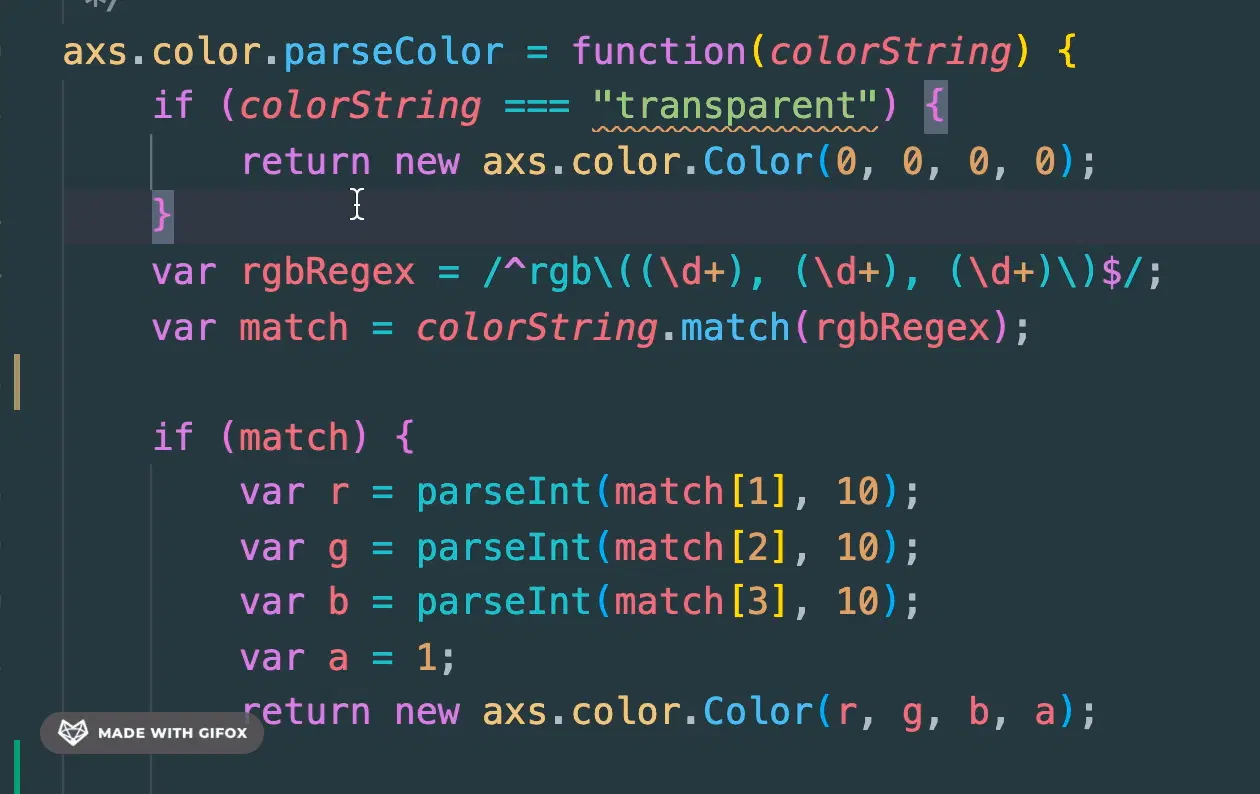 */
axs.color.parseColor = function(colorString) {
    if (colorString === "transparent") {
        return new axs.color.Color(0, 0, 0, 0);
    }
    var rgbRegex = /^rgb\((\d+), (\d+), (\d+)\)$/;
    var match = colorString.match(rgbRegex);

    if (match) {
        var r = parseInt(match[1], 10);
        var g = parseInt(match[2], 10);
        var b = parseInt(match[3], 10);
        var a = 1;
        return new axs.color.Color(r, g, b, a);
MADE WITH GIFOX